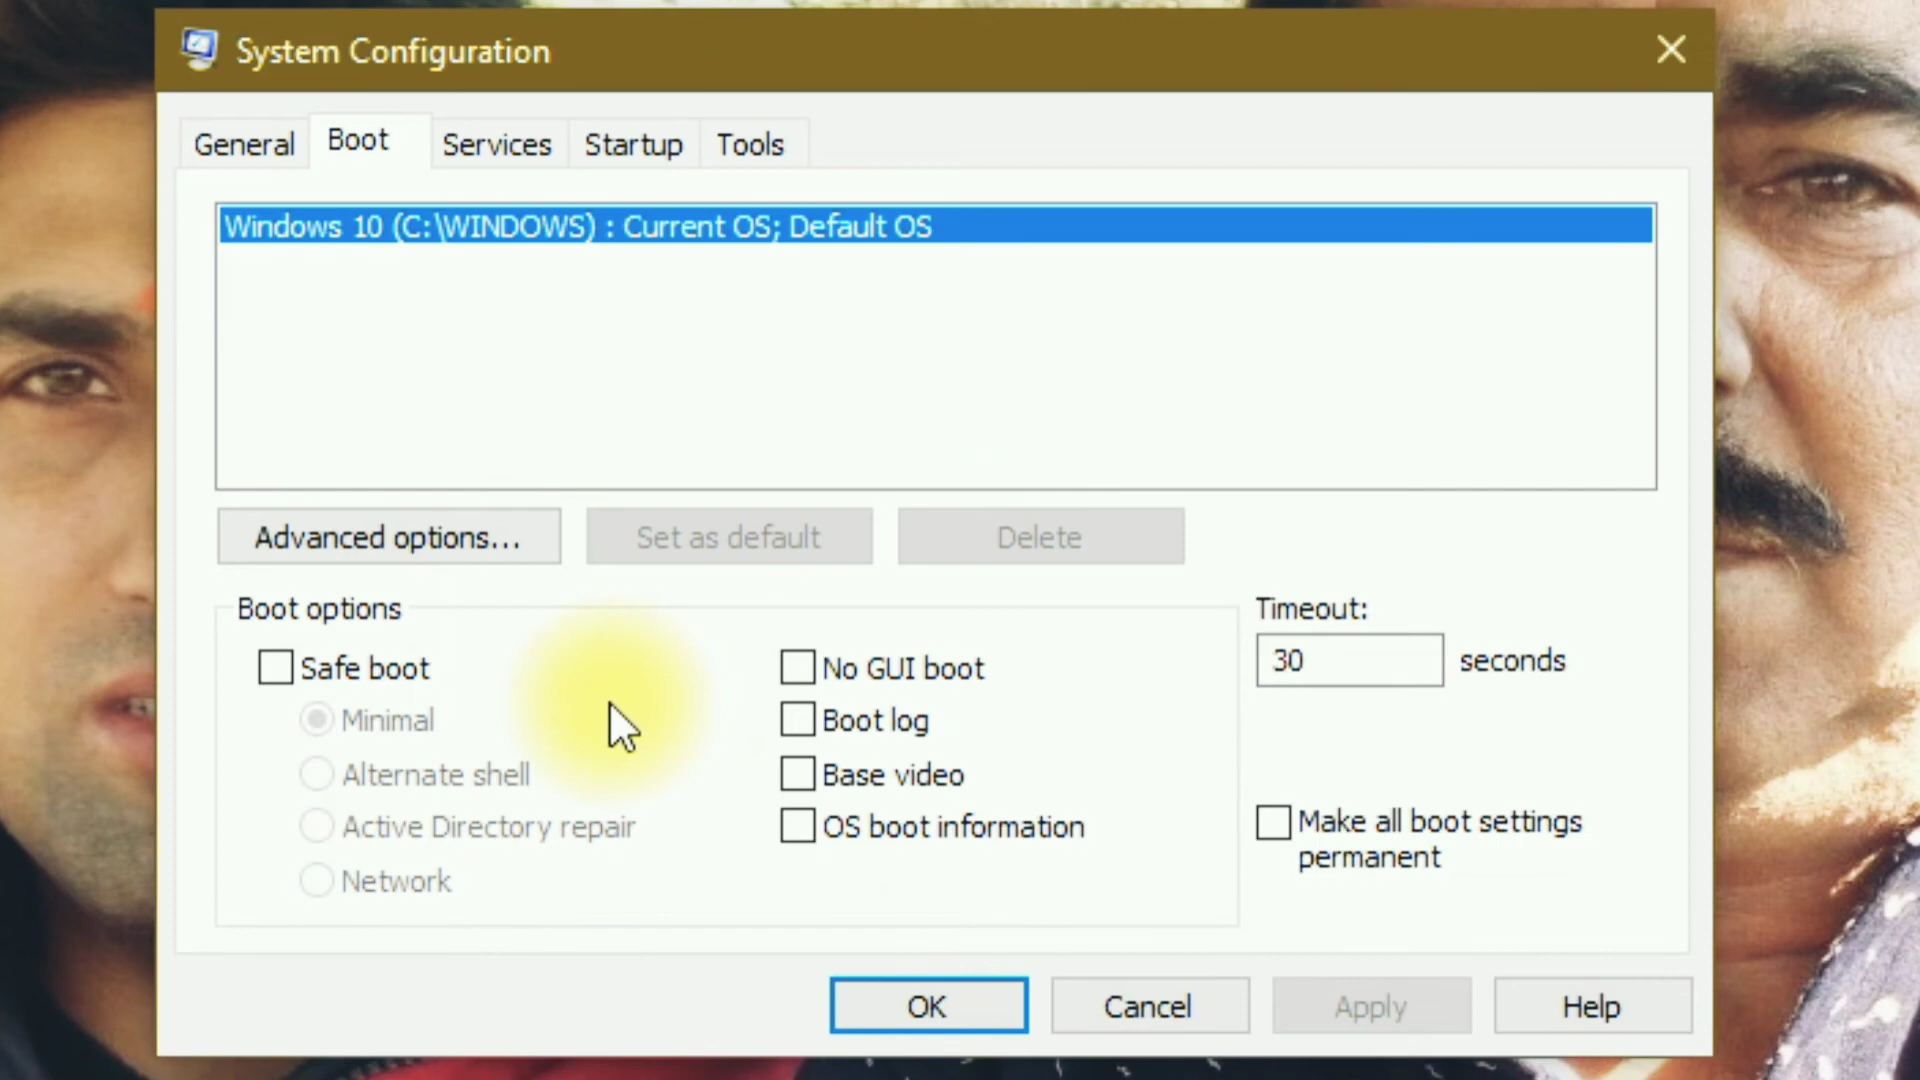 System Configuration
General Boot Services Startup Tools
Windows 10 (C:\WINDOWS) : Current OS; Default OS
Advanced options... Set as default Delete
Boot options Timeout:
Safe boot No GUI boot 30 seconds
Minimal Boot log
Alternate shell Base video
Active Directory repair OS boot information Make all boot settings
permanent
Network
OK Cancel Apply Help